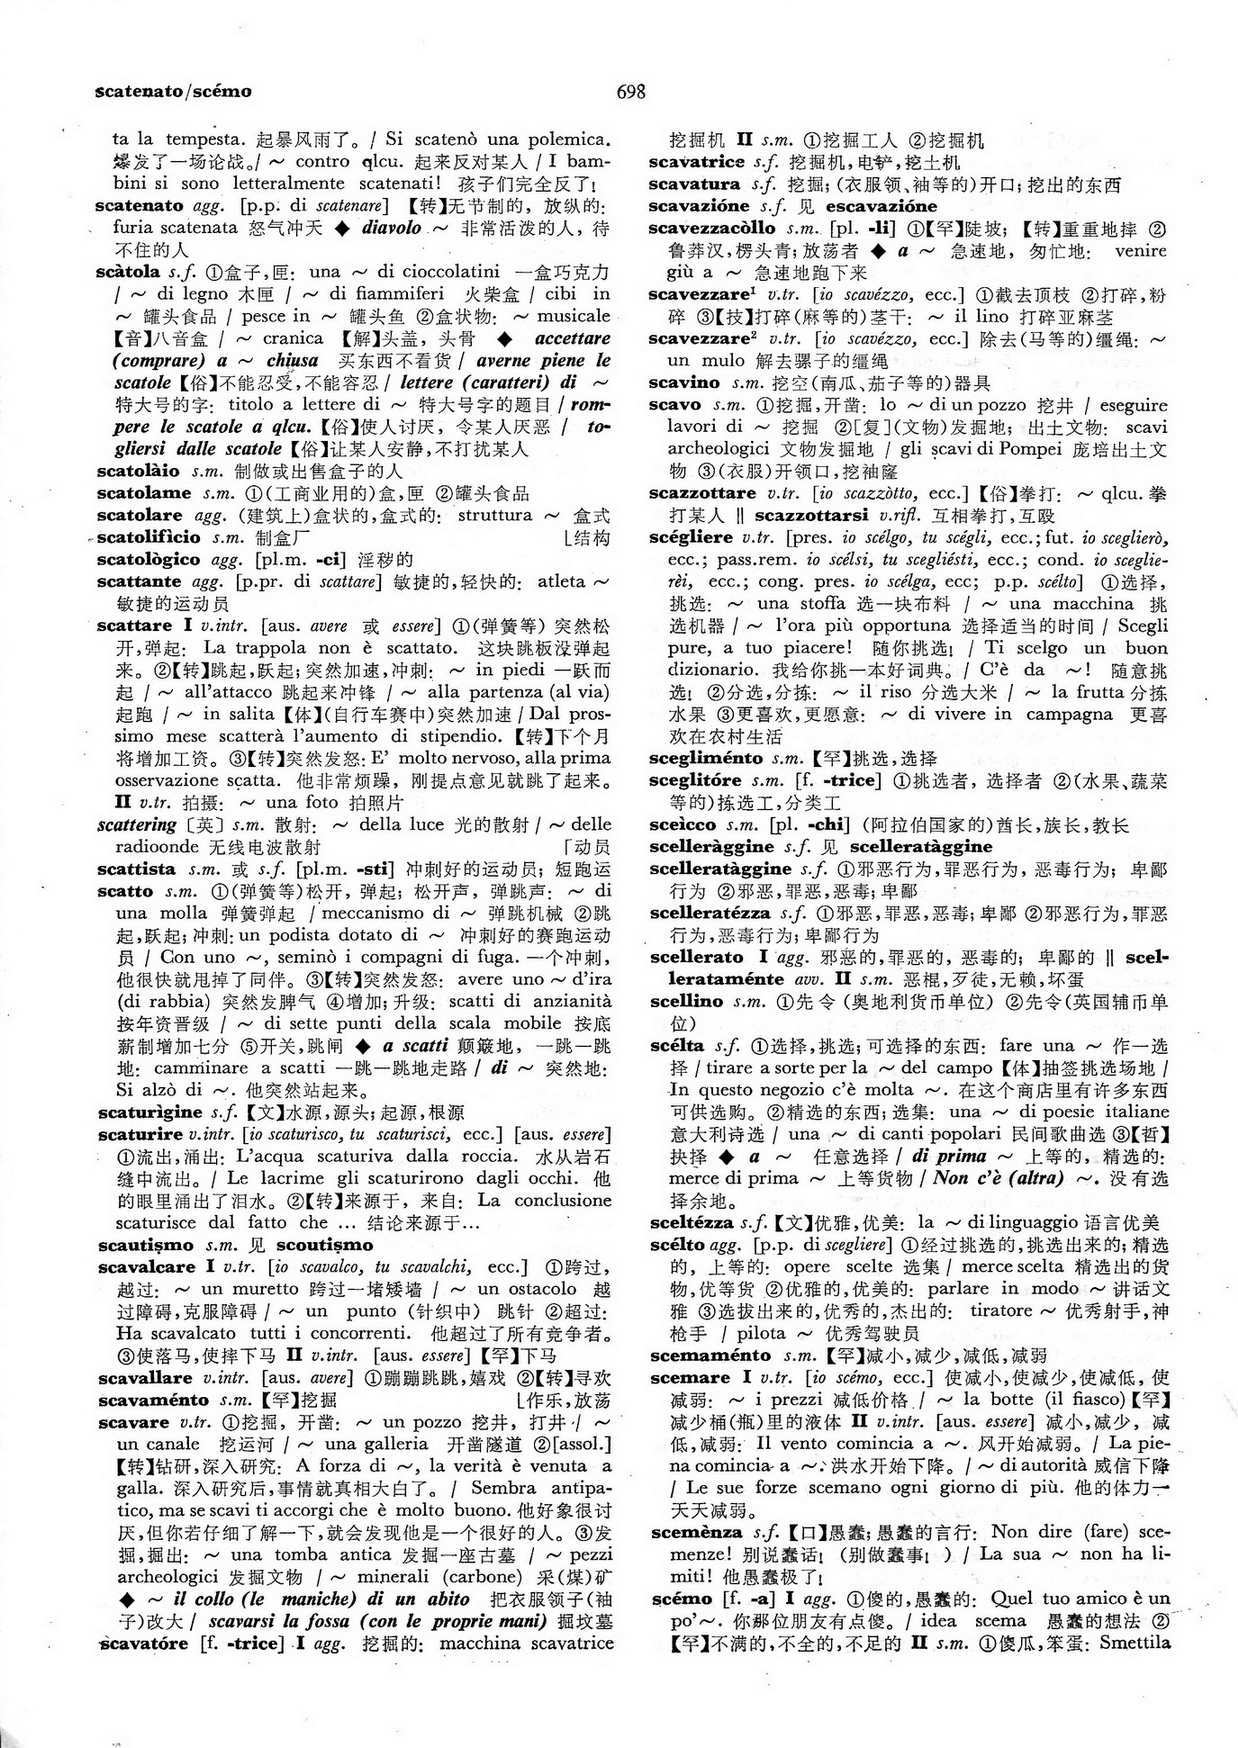 scatenato/scémo
698
ta la tempesta. 起暴风雨了。/ Si scatenò una polemica.
爆发了一场论战。/ ～ contro qlcu. 起来反对某人 / I bam-
bini si sono letteralmente scatenati! 孩子们完全反了!
scatenato agg. [p.p. di scatenare] 【转】无节制的, 放纵的:
furia scatenata 怒气冲天 ◆ diavolo ～ 非常活泼的人, 待
不住的人
scàtola s.f. ①盒子,匣: una ～ di cioccolatini 一盒巧克力
/ ～ di legno 木匣 / ～ di fiammiferi 火柴盒 / cibi in
～ 罐头食品 / pesce in ～ 罐头鱼 ②盒状物: ～ musicale
【音】八音盒 / ～ cranica 【解】头盖, 头骨 ◆ accettare
(comprare) a ～ chiusa 买东西不看货 / averne piene le
scatole【俗】不能忍受,不能容忍 / lettere (caratteri) di ～
特大号的字: titolo a lettere di ～ 特大号字的题目 / rom-
pere le scatole a qlcu.【俗】使人讨厌, 令某人厌恶 / to-
gliersi dalle scatole【俗】让某人安静,不打扰某人
scatolàio s.m. 制做或出售盒子的人
scatolame s.m. ①(工商业用的)盒,匣 ②罐头食品
scatolare agg. (建筑上)盒状的,盒式的: struttura ～ 盒式
scatolifìcio s.m. 制盒厂 ⌊结构
scatològico agg. [pl.m. -ci] 淫秽的
scattante agg. [p.pr. di scattare] 敏捷的,轻快的: atleta ～
敏捷的运动员
scattare I v.intr. [aus. avere 或 essere] ①(弹簧等) 突然松
开,弹起: La trappola non è scattato. 这块跳板没弹起
来。②【转】跳起,跃起;突然加速,冲刺: ～ in piedi 一跃而
起 / ～ all'attacco 跳起来冲锋 / ～ alla partenza (al via)
起跑 / ～ in salita【体】(自行车赛中)突然加速 / Dal pros-
simo mese scatterà l'aumento di stipendio.【转】下个月
将增加工资。③【转】突然发怒: E' molto nervoso, alla prima
osservazione scatta. 他非常烦躁, 刚提点意见就跳了起来。
II v.tr. 拍摄: ～ una foto 拍照片
scattering〔英〕s.m. 散射: ～ della luce 光的散射 / ～ delle
radioonde 无线电波散射 ⌈动员
scattista s.m. 或 s.f. [pl.m. -sti] 冲刺好的运动员; 短跑运
scatto s.m. ①(弹簧等)松开, 弹起; 松开声, 弹跳声: ～ di
una molla 弹簧弹起 / meccanismo di ～ 弹跳机械 ②跳
起,跃起;冲刺: un podista dotato di ～ 冲刺好的赛跑运动
员 / Con uno ～, seminò i compagni di fuga. 一个冲刺,
他很快就甩掉了同伴。③【转】突然发怒: avere uno ～ d'ira
(di rabbia) 突然发脾气 ④增加;升级: scatti di anzianità
按年资晋级 / ～ di sette punti della scala mobile 按底
薪制增加七分 ⑤开关,跳闸 ◆ a scatti 颠簸地, 一跳一跳
地: camminare a scatti 一跳一跳地走路 / di ～ 突然地:
Si alzò di ～. 他突然站起来。
scaturìgine s.f.【文】水源,源头;起源,根源
scaturire v.intr. [io scaturisco, tu scaturisci, ecc.] [aus. essere]
①流出,涌出: L'acqua scaturiva dalla roccia. 水从岩石
缝中流出。/ Le lacrime gli scaturirono dagli occhi. 他
的眼里涌出了泪水。②【转】来源于, 来自: La conclusione
scaturisce dal fatto che ... 结论来源于...
scautismo s.m. 见 scoutismo
scavalcare I v.tr. [io scavalco, tu scavalchi, ecc.] ①跨过,
越过: ～ un muretto 跨过一堵矮墙 / ～ un ostacolo 越
过障碍,克服障碍 / ～ un punto (针织中) 跳针 ②超过:
Ha scavalcato tutti i concorrenti. 他超过了所有竞争者。
③使落马,使摔下马 II v.intr. [aus. essere]【罕】下马
scavallare v.intr. [aus. avere] ①蹦蹦跳跳,嬉戏 ②【转】寻欢
scavaménto s.m.【罕】挖掘 ⌊作乐,放荡
scavare v.tr. ①挖掘, 开凿: ～ un pozzo 挖井, 打井 / ～
un canale 挖运河 / ～ una galleria 开凿隧道 ②[assol.]
【转】钻研,深入研究: A forza di ～, la verità è venuta a
galla. 深入研究后,事情就真相大白了。/ Sembra antipa-
tico, ma se scavi ti accorgi che è molto buono. 他好象很讨
厌,但你若仔细了解一下,就会发现他是一个很好的人。③发
掘,掘出: ～ una tomba antica 发掘一座古墓 / ～ pezzi
archeologici 发掘文物 / ～ minerali (carbone) 采(煤)矿
◆ ～ il collo (le maniche) di un abito 把衣服领子(袖
子)改大 / scavarsi la fossa (con le proprie mani) 掘坟墓
scavatóre [f. -trice] I agg. 挖掘的: macchina scavatrice
挖掘机 II s.m. ①挖掘工人 ②挖掘机
scavatrice s.f. 挖掘机,电铲,挖土机
scavatura s.f. 挖掘; (衣服领、袖等的)开口;挖出的东西
scavazióne s.f. 见 escavazióne
scavezzacòllo s.m. [pl. -li] ①【罕】陡坡; 【转】重重地摔 ②
鲁莽汉,楞头青;放荡者 ◆ a ～ 急速地, 匆忙地: venire
giù a ～ 急速地跑下来
scavezzare¹ v.tr. [io scavézzo, ecc.] ①截去顶枝 ②打碎,粉
碎 ③【技】打碎(麻等的)茎干: ～ il lino 打碎亚麻茎
scavezzare² v.tr. [io scavézzo, ecc.] 除去(马等的)缰绳: ～
un mulo 解去骡子的缰绳
scavino s.m. 挖空(南瓜、茄子等的)器具
scavo s.m. ①挖掘,开凿: lo ～ di un pozzo 挖井 / eseguire
lavori di ～ 挖掘 ②[复](文物)发掘地; 出土文物: scavi
archeologici 文物发掘地 / gli scavi di Pompei 庞培出土文
物 ③(衣服)开领口,挖袖窿
scazzottare v.tr. [io scazzòtto, ecc.]【俗】拳打: ～ qlcu. 拳
打某人 ‖ scazzottarsi v.rifl. 互相拳打,互殴
scégliere v.tr. [pres. io scélgo, tu scégli, ecc.; fut. io sceglierò,
ecc.; pass.rem. io scélsi, tu scegliésti, ecc.; cond. io sceglie-
rèi, ecc.; cong. pres. io scélga, ecc; p.p. scélto] ①选择,
挑选: ～ una stoffa 选一块布料 / ～ una macchina 挑
选机器 / ～ l'ora più opportuna 选择适当的时间 / Scegli
pure, a tuo piacere! 随你挑选! / Ti scelgo un buon
dizionario. 我给你挑一本好词典。/ C'è da ～! 随意挑
选! ②分选,分拣: ～ il riso 分选大米 / ～ la frutta 分拣
水果 ③更喜欢,更愿意: ～ di vivere in campagna 更喜
欢在农村生活
scegliménto s.m.【罕】挑选,选择
sceglitóre s.m. [f. -trice] ①挑选者, 选择者 ②(水果、蔬菜
等的)拣选工,分类工
sceìcco s.m. [pl. -chi] (阿拉伯国家的)酋长,族长,教长
scelleràggine s.f. 见 scelleratàggine
scelleratàggine s.f. ①邪恶行为,罪恶行为, 恶毒行为; 卑鄙
行为 ②邪恶,罪恶,恶毒;卑鄙
scelleratézza s.f. ①邪恶,罪恶,恶毒;卑鄙 ②邪恶行为,罪恶
行为,恶毒行为;卑鄙行为
scellerato I agg. 邪恶的,罪恶的, 恶毒的; 卑鄙的 ‖ scel-
lerataménte avv. II s.m. 恶棍,歹徒,无赖,坏蛋
scellino s.m. ①先令 (奥地利货币单位) ②先令(英国辅币单
位)
scélta s.f. ①选择,挑选;可选择的东西: fare una ～ 作一选
择 / tirare a sorte per la ～ del campo【体】抽签挑选场地 /
In questo negozio c'è molta ～. 在这个商店里有许多东西
可供选购。②精选的东西;选集: una ～ di poesie italiane
意大利诗选 / una ～ di canti popolari 民间歌曲选 ③【哲】
抉择 ◆ a ～ 任意选择 / di prima ～ 上等的, 精选的:
merce di prima ～ 上等货物 / Non c'è (altra) ～. 没有选
择余地。
sceltézza s.f.【文】优雅,优美: la ～ di linguaggio 语言优美
scélto agg. [p.p. di scegliere] ①经过挑选的,挑选出来的;精选
的, 上等的: opere scelte 选集 / merce scelta 精选出的货
物,优等货 ②优雅的,优美的: parlare in modo ～ 讲话文
雅 ③选拔出来的,优秀的,杰出的: tiratore ～ 优秀射手,神
枪手 / pilota ～ 优秀驾驶员
scemaménto s.m.【罕】减小,减少,减低,减弱
scemare I v.tr. [io scémo, ecc.] 使减小,使减少,使减低, 使
减弱: ～ i prezzi 减低价格 / ～ la botte (il fiasco)【罕】
减少桶(瓶)里的液体 II v.intr. [aus. essere] 减小,减少, 减
低,减弱: Il vento comincia a ～. 风开始减弱。/ La pie-
na comincia a ～. 洪水开始下降。/ ～ di autorità 威信下降
/ Le sue forze scemano ogni giorno di più. 他的体力一
天天减弱。
scemènza s.f.【口】愚蠢;愚蠢的言行: Non dire (fare) sce-
menze! 别说蠢话! (别做蠢事! ) / La sua ～ non ha li-
miti! 他愚蠢极了!
scémo [f. -a] I agg. ①傻的,愚蠢的: Quel tuo amico è un
po'～. 你那位朋友有点傻。/ idea scema 愚蠢的想法 ②
【罕】不满的,不全的,不足的 II s.m. ①傻瓜,笨蛋: Smettila